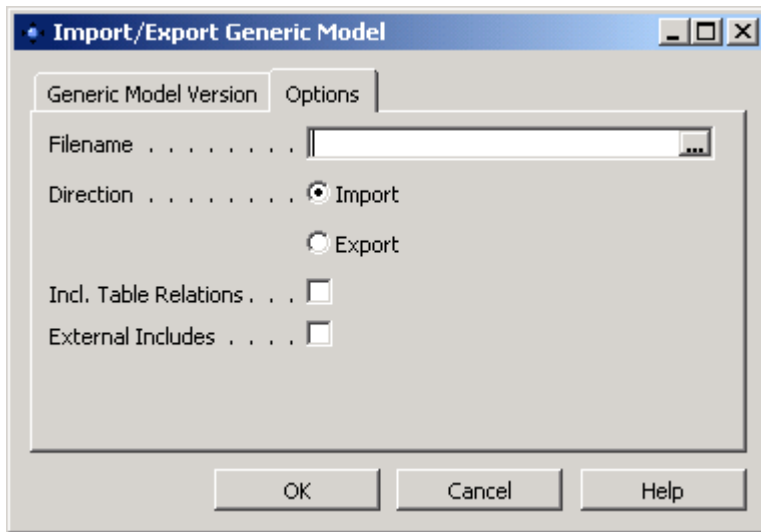 Import/Export Generic Model
Generic Model Version Options
Filename . . . . . . . . ...
Direction . . . . . . . . Import
Export
Incl. Table Relations . . .
External Includes . . . .
OK Cancel Help